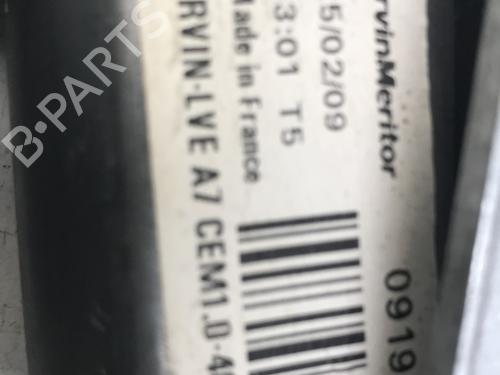 rvinMeritor
0919
5/02/09
3:01 T5
Made in France
RVIN-LVE A7 CEM1.0-4
B-PARTS